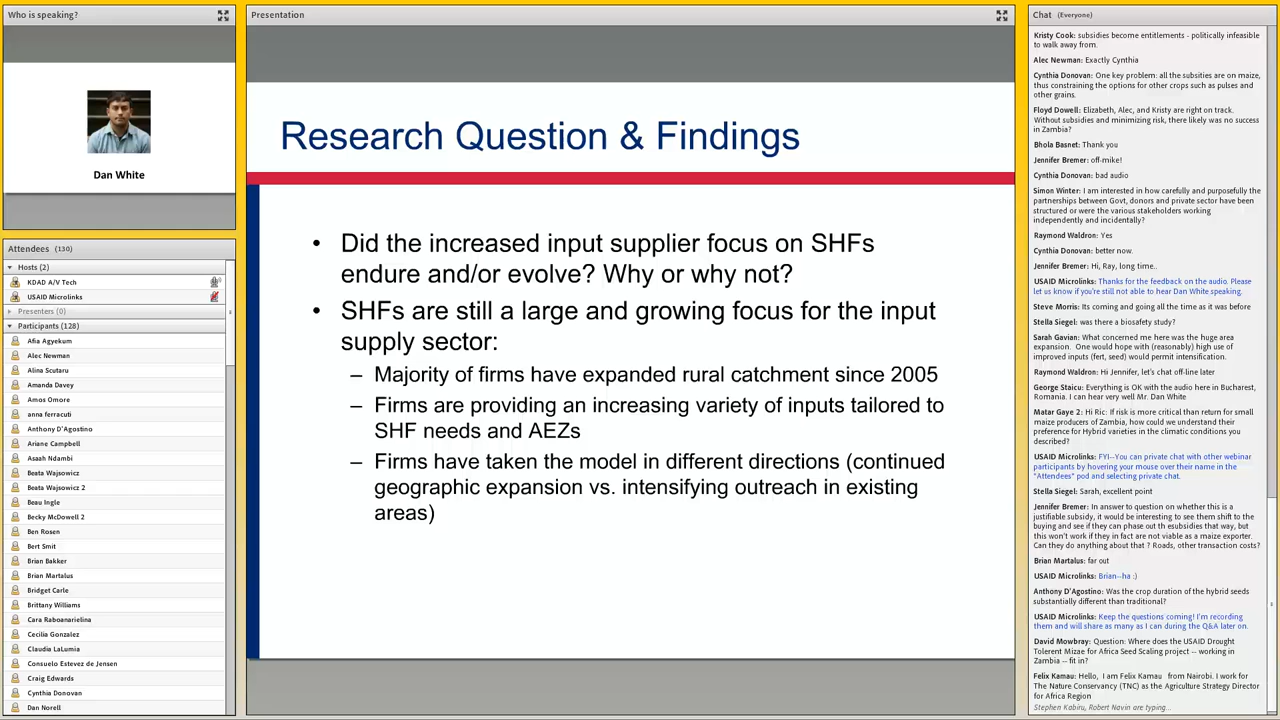 Who is speaking?
Dan White
Attendees (130)
Hosts (2)
KDAD A/V Tech
USAID Microlinks
Presenters (0)
Participants (128)
Afia Agyekum
Alec Newman
Alina Scutaru
Amanda Davey
Amos Omore
anna ferracuti
Anthony D'Agostino
Ariane Campbell
Asaah Ndambi
Beata Wajsowicz
Beata Wajsowicz 2
Beau Ingle
Becky McDowell 2
Ben Rosen
Bert Smit
Brian Bakker
Brian Martalus
Bridget Carle
Brittany Williams
Cara Raboanarielina
Cecilia Gonzalez
Claudia LaLumia
Consuelo Estevez de Jensen
Craig Edwards
Cynthia Donovan
Dan Norell
Presentation
Research Question & Findings
• Did the increased input supplier focus on SHFs
endure and/or evolve? Why or why not?
• SHFs are still a large and growing focus for the input
supply sector:
– Majority of firms have expanded rural catchment since 2005
– Firms are providing an increasing variety of inputs tailored to
SHF needs and AEZs
– Firms have taken the model in different directions (continued
geographic expansion vs. intensifying outreach in existing
areas)
Chat (Everyone)
Kristy Cook: subsidies become entitlements - politically infeasible
to walk away from.
Alec Newman: Exactly Cynthia
Cynthia Donovan: One key problem: all the subsities are on maize,
thus constraining the options for other crops such as pulses and
other grains.
Floyd Dowell: Elizabeth, Alec, and Kristy are right on track.
Without subsidies and minimizing risk, there likely was no success
in Zambia?
Bhola Basnet: Thank you
Jennifer Bremer: off-mike!
Cynthia Donovan: bad audio
Simon Winter: I am interested in how carefully and purposefully the
partnerships between Govt, donors and private sector have been
structured or were the various stakeholders working
independently and incidentally?
Raymond Waldron: Yes
Cynthia Donovan: better now.
Jennifer Bremer: Hi, Ray, long time..
USAID Microlinks: Thanks for the feedback on the audio. Please
let us know if you're still not able to hear Dan White speaking.
Steve Morris: Its coming and going all the time as it was before
Stella Siegel: was there a biosafety study?
Sarah Gavian: What concerned me here was the huge area
expansion. One would hope with (reasonably) high use of
improved inputs (fert, seed) would permit intensification.
Raymond Waldron: Hi Jennifer, let's chat off-line later
George Staicu: Everything is OK with the audio here in Bucharest,
Romania. I can hear very well Mr. Dan White
Matar Gaye 2: Hi Ric: If risk is more critical than return for small
maize producers of Zambia, how could we understand their
preference for Hybrid varieties in the climatic conditions you
described?
USAID Microlinks: FYI--You can private chat with other webinar
participants by hovering your mouse over their name in the
"Attendees" pod and selecting private chat.
Stella Siegel: Sarah, excellent point
Jennifer Bremer: In answer to question on whether this is a
justifiable subsidy, it would be interesting to see them shift to the
buying and see if they can phase out th esubsidies that way, but
this won't work if they in fact are not viable as a maize exporter.
Can they do anything about that ? Roads, other transaction costs?
Brian Martalus: far out
USAID Microlinks: Brian--ha :)
Anthony D'Agostino: Was the crop duration of the hybrid seeds
substantially different than traditional?
USAID Microlinks: Keep the questions coming! I'm recording
them and will share as many as I can during the Q&A later on.
David Mowbray: Question: Where does the USAID Drought
Tolerent Mizae for Africa Seed Scaling project -- working in
Zambia -- fit in?
Felix Kamau: Hello, I am Felix Kamau from Nairobi. I work for
The Nature Conservancy (TNC) as the Agriculture Strategy Director
for Africa Region
Stephen Kabiru, Robert Navin are typing...